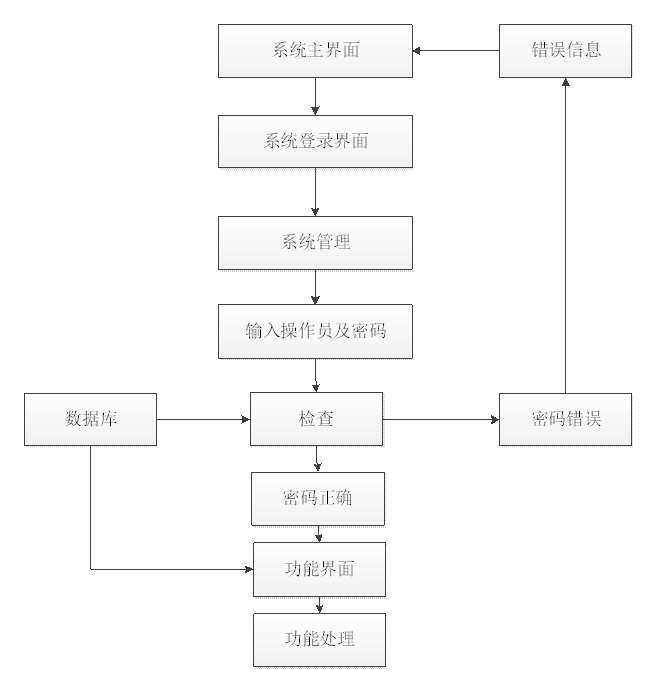 系统主界面
错误信息
系统登录界面
系统管理
输入操作员及密码
数据库
检查
密码错误
密码正确
功能界面
功能处理